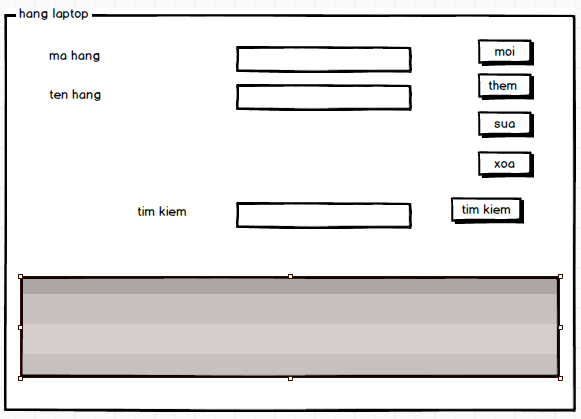 hang laptop
ma hang
moi
ten hang
them
sua
xoa
tim kiem
tim kiem